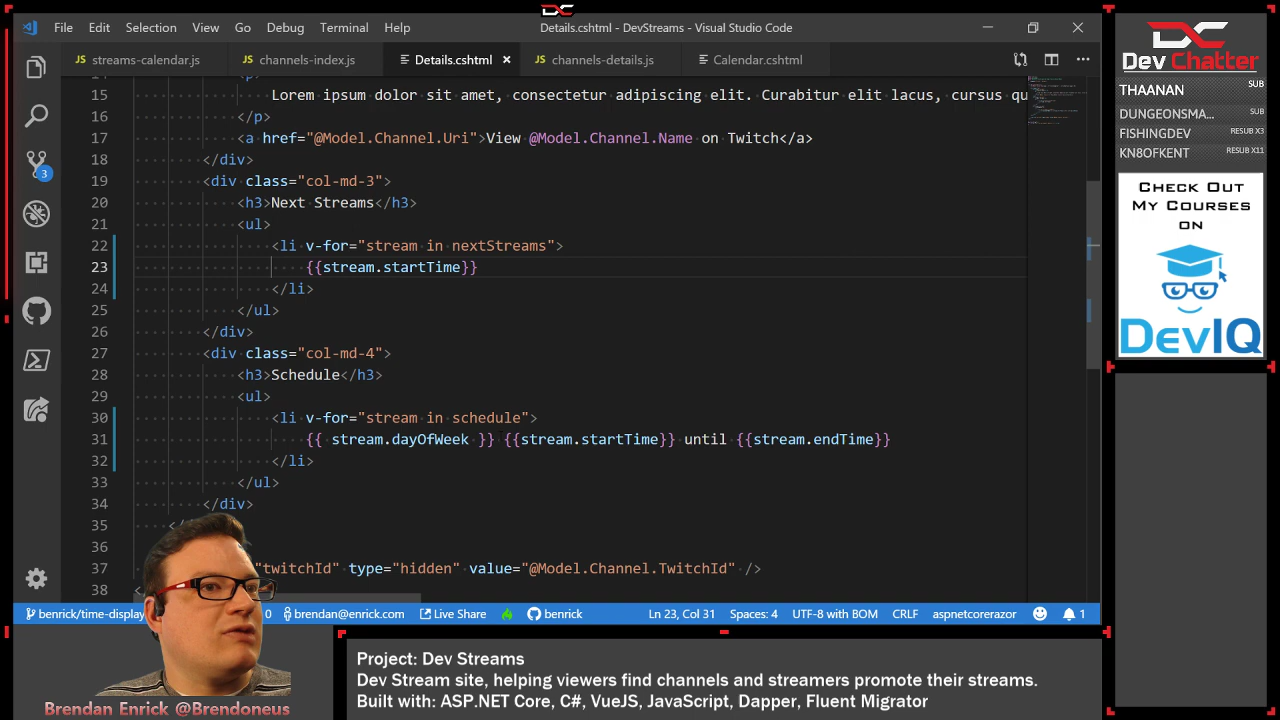 DC
File Edit Selection View Go Debug Terminal Help
Details.cshtml - DevStreams - Visual Studio Code
JS streams-calendar.js
JS channels-index.js
Details.cshtml
JS channels-details.js
Calendar.cshtml
15 Lorem ipsum dolor sit amet, consectetur adipiscing elit. Curabitur elit lacus, cursus qu
16 </p>
17 <a href="@Model.Channel.Uri">View @Model.Channel.Name on Twitch</a>
18 </div>
19 <div class="col-md-3">
20 <h3>Next Streams</h3>
21 <ul>
22 <li v-for="stream in nextStreams">
23 {{stream.startTime}}
24 </li>
25 </ul>
26 </div>
27 <div class="col-md-4">
28 <h3>Schedule</h3>
29 <ul>
30 <li v-for="stream in schedule">
31 {{ stream.dayOfWeek }} {{stream.startTime}} until {{stream.endTime}}
32 </li>
33 </ul>
34 </div>
35
36
37 "twitchId" type="hidden" value="@Model.Channel.TwitchId" />
38
3
benrick/time-display 0 brendan@enrick.com Live Share benrick Ln 23, Col 31 Spaces: 4 UTF-8 with BOM CRLF aspnetcorerazor 1
DC
Dev Chatter
THAANAN SUB
DUNGEONSMA... SUB
FISHINGDEV RESUB X3
KN8OFKENT RESUB X11
CHECK OUT
MY COURSES
ON
DevIQ
Project: Dev Streams
Dev Stream site, helping viewers find channels and streamers promote their streams.
Built with: ASP.NET Core, C#, VueJS, JavaScript, Dapper, Fluent Migrator
Brendan Enrick @Brendoneus